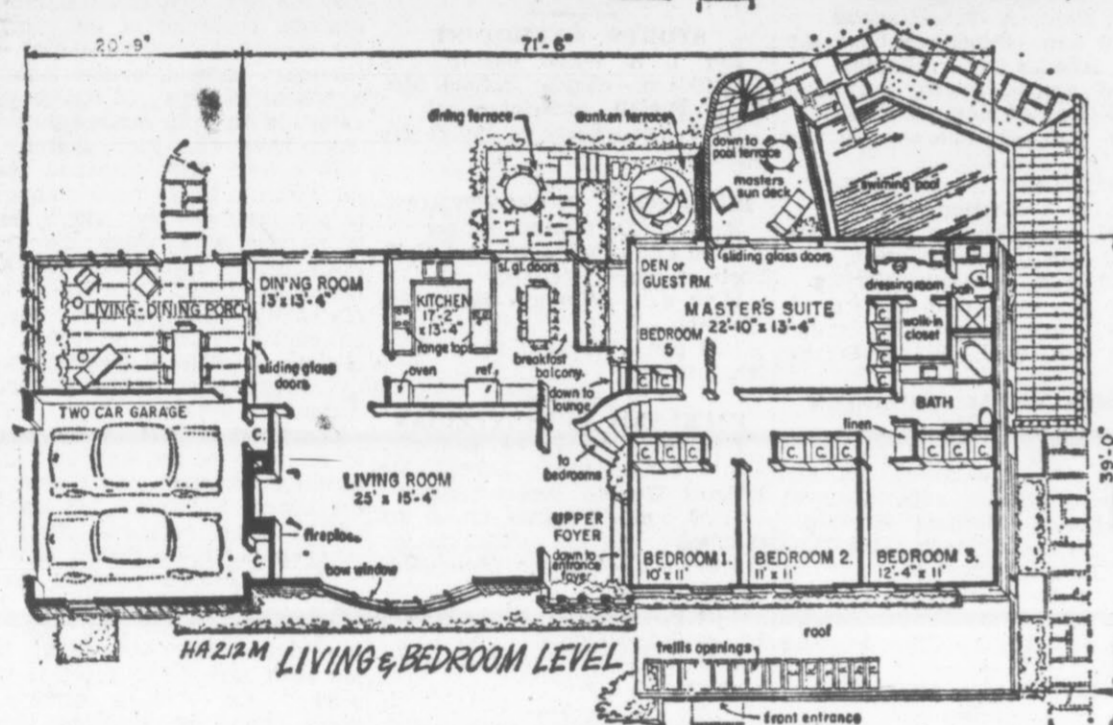 20'-9"
71'-6"
dining terrace
sunken terrace
down to
pool terrace
masters
sun deck
swimming pool
LIVING-DINING PORCH
DINING ROOM
13' x 13'-4"
KITCHEN
17'-2"
x 13'-4"
range top
sl. gl. doors
breakfast
balcony
oven
ref.
sliding glass
doors
DEN or
GUEST RM.
BEDROOM
5
sliding glass doors
MASTER'S SUITE
22'-10" x 13'-4"
dressing room
bath
walk-in
closet
C
C
C
C
C
C
BATH
linen
down to
lounge
to
bedrooms
TWO CAR GARAGE
C.
C
C
LIVING ROOM
25' x 15'-4"
fireplace
bow window
UPPER
FOYER
down to
entrance
foyer
C
C
C
C
C
C
C
C
C
BEDROOM 1.
10' x 11'
BEDROOM 2.
11' x 11'
BEDROOM 3.
12'-4" x 11'
39'-0"
roof
trellis openings
front entrance
HA212M LIVING & BEDROOM LEVEL